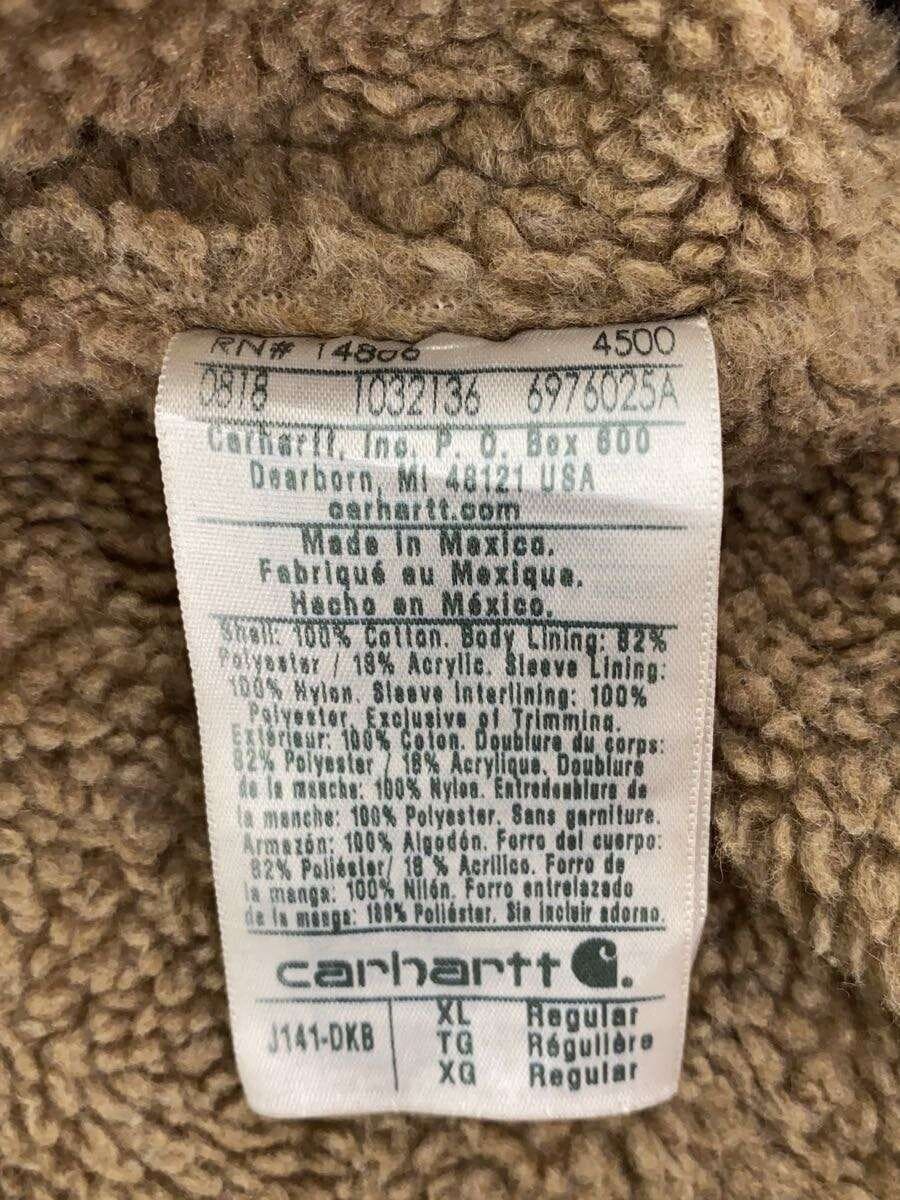 RN# 14806 4500
0818 1032136 6976025A
Carhartt, Inc. P. O. Box 600
Dearborn, MI 48121 USA
carhartt.com
Made in Mexico.
Fabriqué au Mexique.
Hecho en México.
Shell: 100% Cotton. Body Lining: 82%
Polyester / 18% Acrylic. Sleeve Lining:
100% Nylon. Sleeve Interlining: 100%
Polyester. Exclusive of Trimming.
Extérieur: 100% Coton. Doublure du corps:
82% Polyester / 18% Acrylique. Doublure
de la manche: 100% Nylon. Entredoublure de
la manche: 100% Polyester. Sans garniture.
Armazón: 100% Algodón. Forro del cuerpo:
82% Poliéster/ 18 % Acrílico. Forro de
la manga: 100% Nilón. Forro entrelazado
de la manga: 100% Poliéster. Sin incluir adorno.
carhartt
J141-DKB XL Regular
TG Régulière
XG Regular